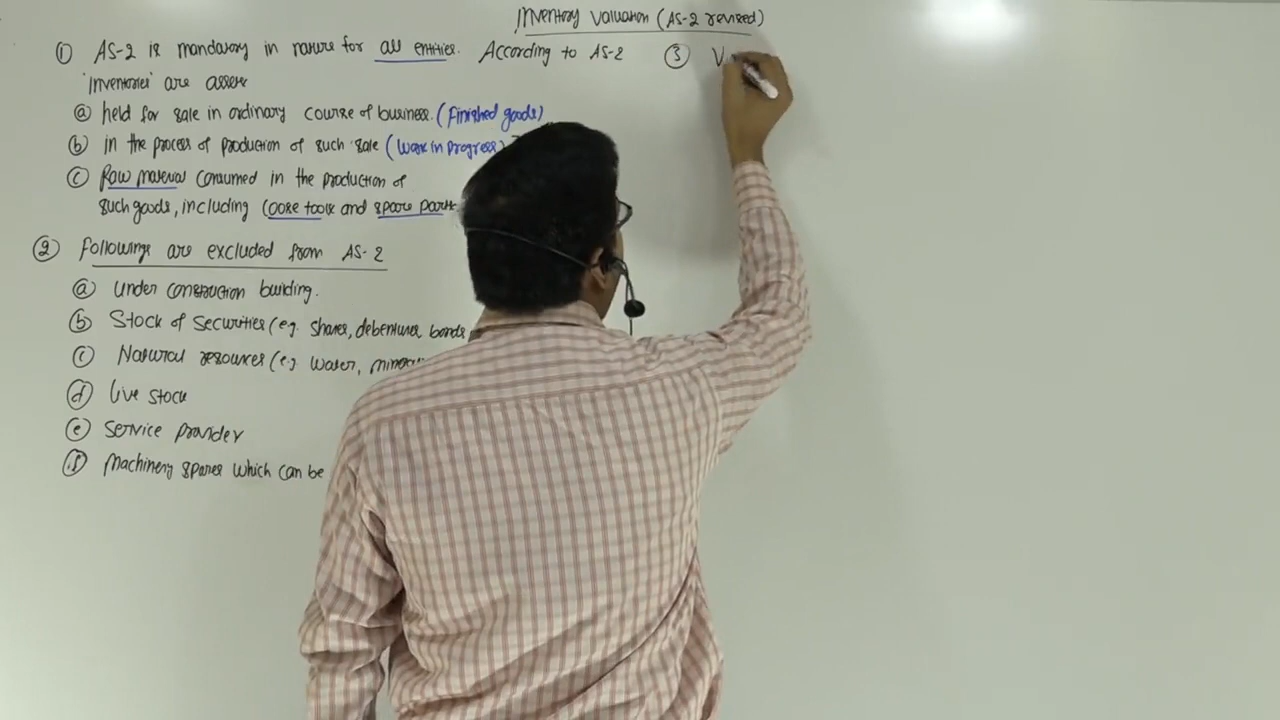 Inventory Valuation (AS-2 revised)
① AS-2 is mandatory in nature for all entities. According to AS-2
'Inventories' are assets
ⓐ held for sale in ordinary course of business. (Finished goods)
ⓑ in the process of production of such sale (Work in Progress)
ⓒ Raw material consumed in the production of
such goods, including loose tools and spare parts
② Followings are excluded from AS-2
ⓐ Under construction building.
ⓑ Stock of Securities (e.g. shares, debentures bonds
ⓒ Natural resources (e.g. water,
ⓓ Live stock
ⓔ Service Provider
ⓕ Machinery spares which can be
③ V